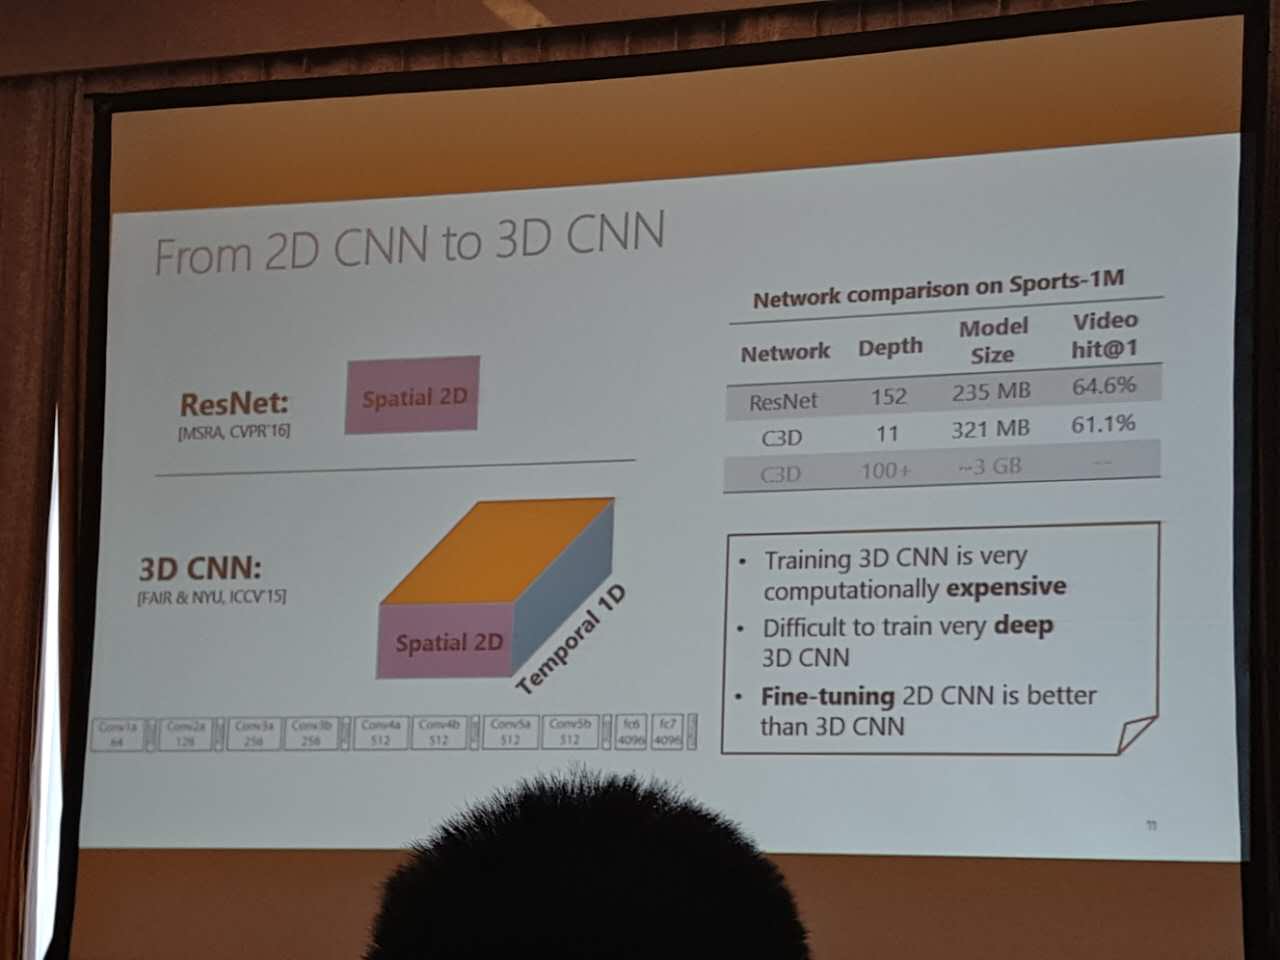 From 2D CNN to 3D CNN
ResNet:
[MSRA, CVPR'16]
Spatial 2D
3D CNN:
[FAIR & NYU, ICCV'15]
Spatial 2D
Temporal 1D
Conv1a Conv2a Conv3a Conv3b Conv4a Conv4b Conv5a Conv5b fc6 fc7
64 128 256 256 512 512 512 512 4096 4096
Network comparison on Sports-1M
Network Depth Model Size Video hit@1
ResNet 152 235 MB 64.6%
C3D 11 321 MB 61.1%
C3D 100+ ~3 GB --
• Training 3D CNN is very
computationally expensive
• Difficult to train very deep
3D CNN
• Fine-tuning 2D CNN is better
than 3D CNN
11